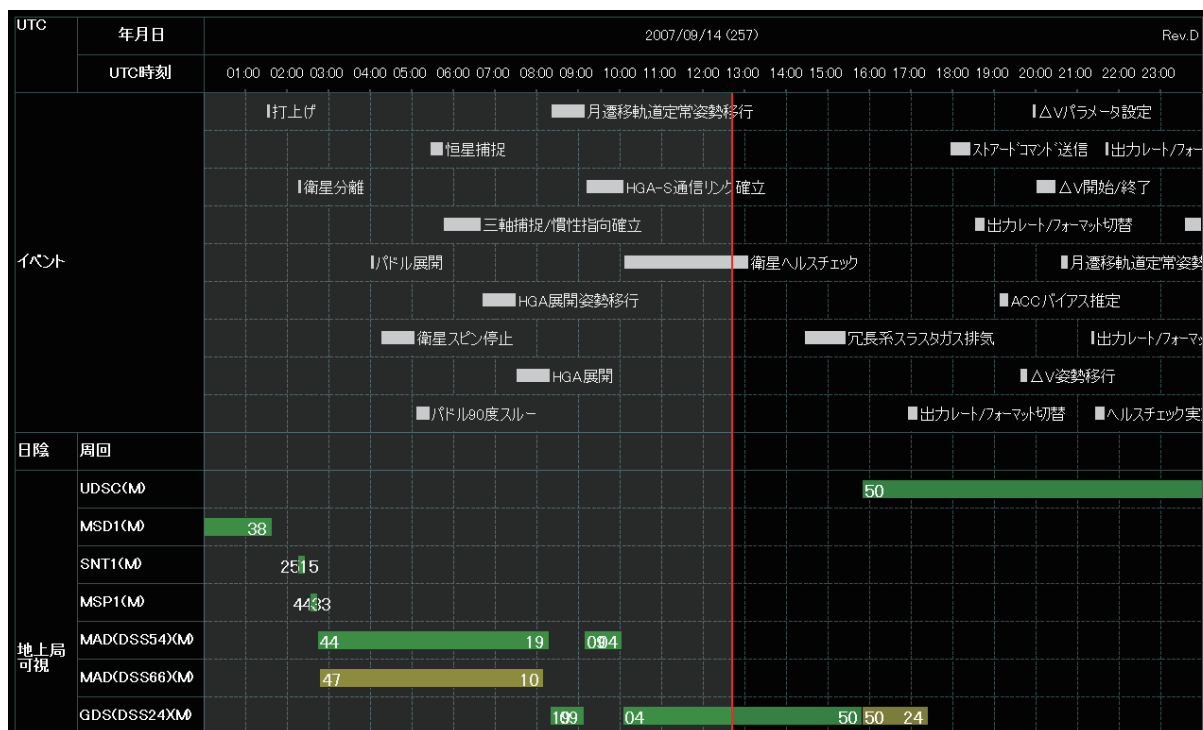 UTC
年月日 2007/09/14 (257) Rev.D
UTC時刻 01:00 02:00 03:00 04:00 05:00 06:00 07:00 08:00 09:00 10:00 11:00 12:00 13:00 14:00 15:00 16:00 17:00 18:00 19:00 20:00 21:00 22:00 23:00
イベント
打上げ 月遷移軌道定常姿勢移行 △Vパラメータ設定
恒星捕捉 ストアードコマンド送信 出力レート/フォー
衛星分離 HGA-S通信リンク確立 △V開始/終了
三軸捕捉/慣性指向確立 出力レート/フォーマット切替
パドル展開 衛星ヘルスチェック 月遷移軌道定常姿勢
HGA展開姿勢移行 ACCバイアス推定
衛星スピン停止 冗長系スラスタガス排気 出力レート/フォーマッ
HGA展開 △V姿勢移行
パドル90度スルー 出力レート/フォーマット切替 ヘルスチェック実
日陰 周回
地上局
可視
UDSC(M) 50
MSD1(M) 38
SNT1(M) 25 15
MSP1(M) 44 33
MAD(DSS54)(M) 44 19 09 04
MAD(DSS66)(M) 47 10
GDS(DSS24)(M) 19 09 04 50 50 24